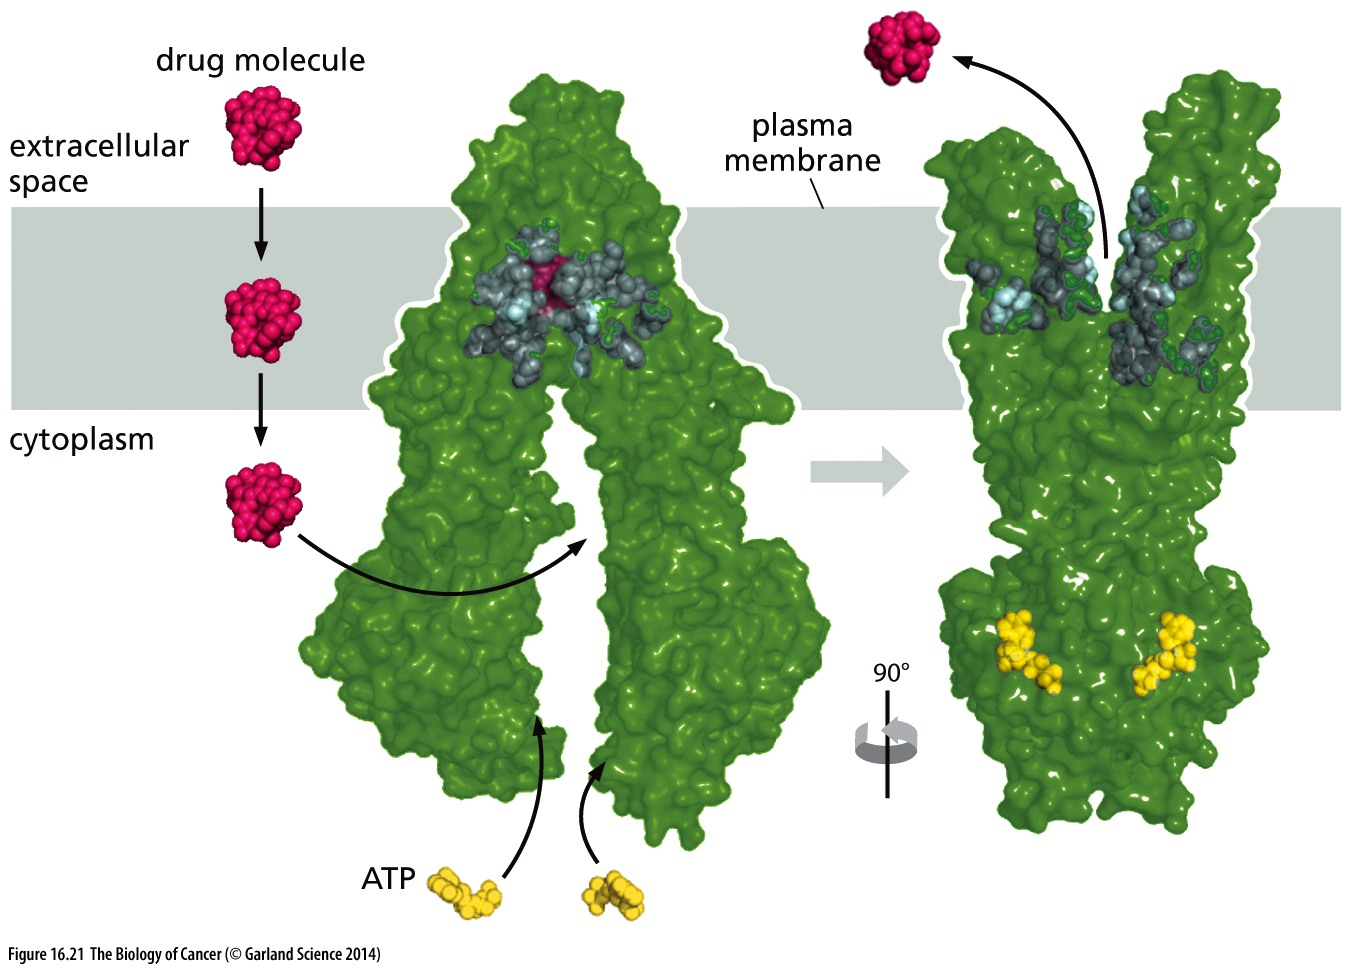 drug molecule
extracellular
space
plasma
membrane
cytoplasm
90°
ATP
Figure 16.21 The Biology of Cancer (© Garland Science 2014)